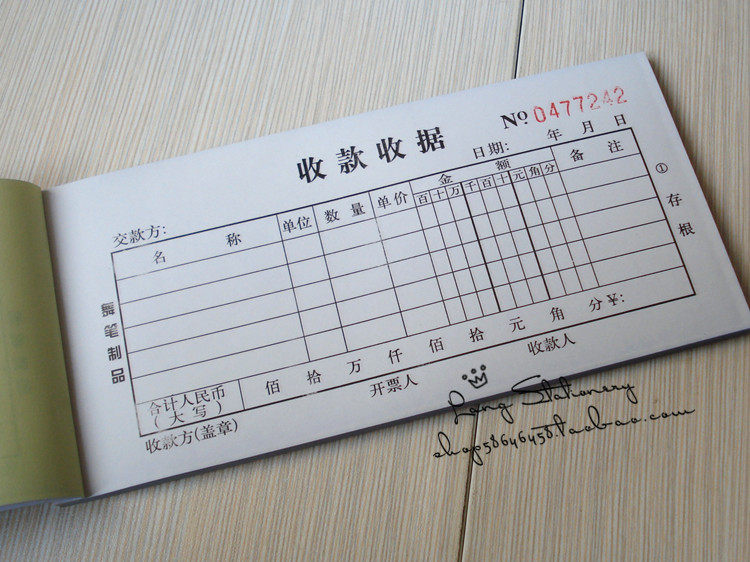 收款收据
№ 0477242
日期: 年 月 日
交款方:
名 称 单位 数量 单价 金 额 备注
百 十 万 千 百 十 元 角 分
① 存根
笔制品
合计人民币(大写) 佰 拾 万 仟 佰 拾 元 角 分 ¥:
收款方(盖章) 开票人 收款人
Lang Stationery
shop58646458.taobao.com